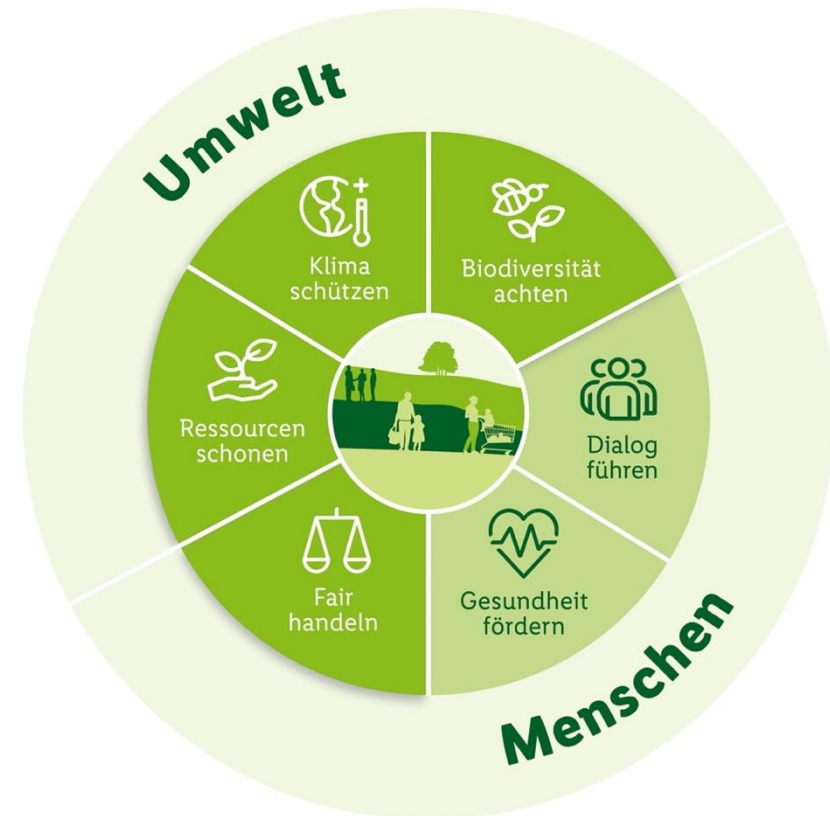 Umwelt
Klima
schützen
Biodiversität
achten
Ressourcen
schonen
Dialog
führen
Fair
handeln
Gesundheit
fördern
Menschen